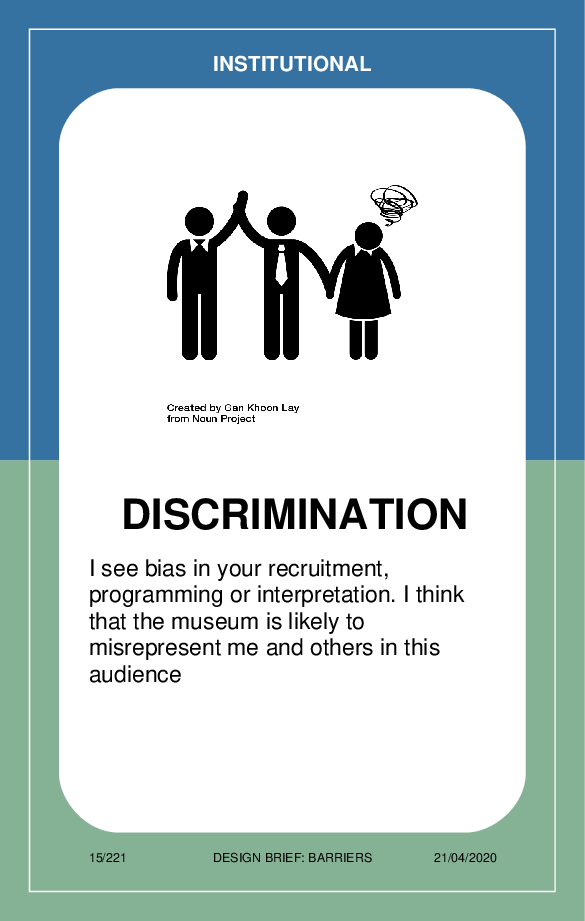 INSTITUTIONAL
Created by Gan Khoon Lay
from Noun Project
DISCRIMINATION
I see bias in your recruitment,
programming or interpretation. I think
that the museum is likely to
misrepresent me and others in this
audience
15/221 DESIGN BRIEF: BARRIERS 21/04/2020